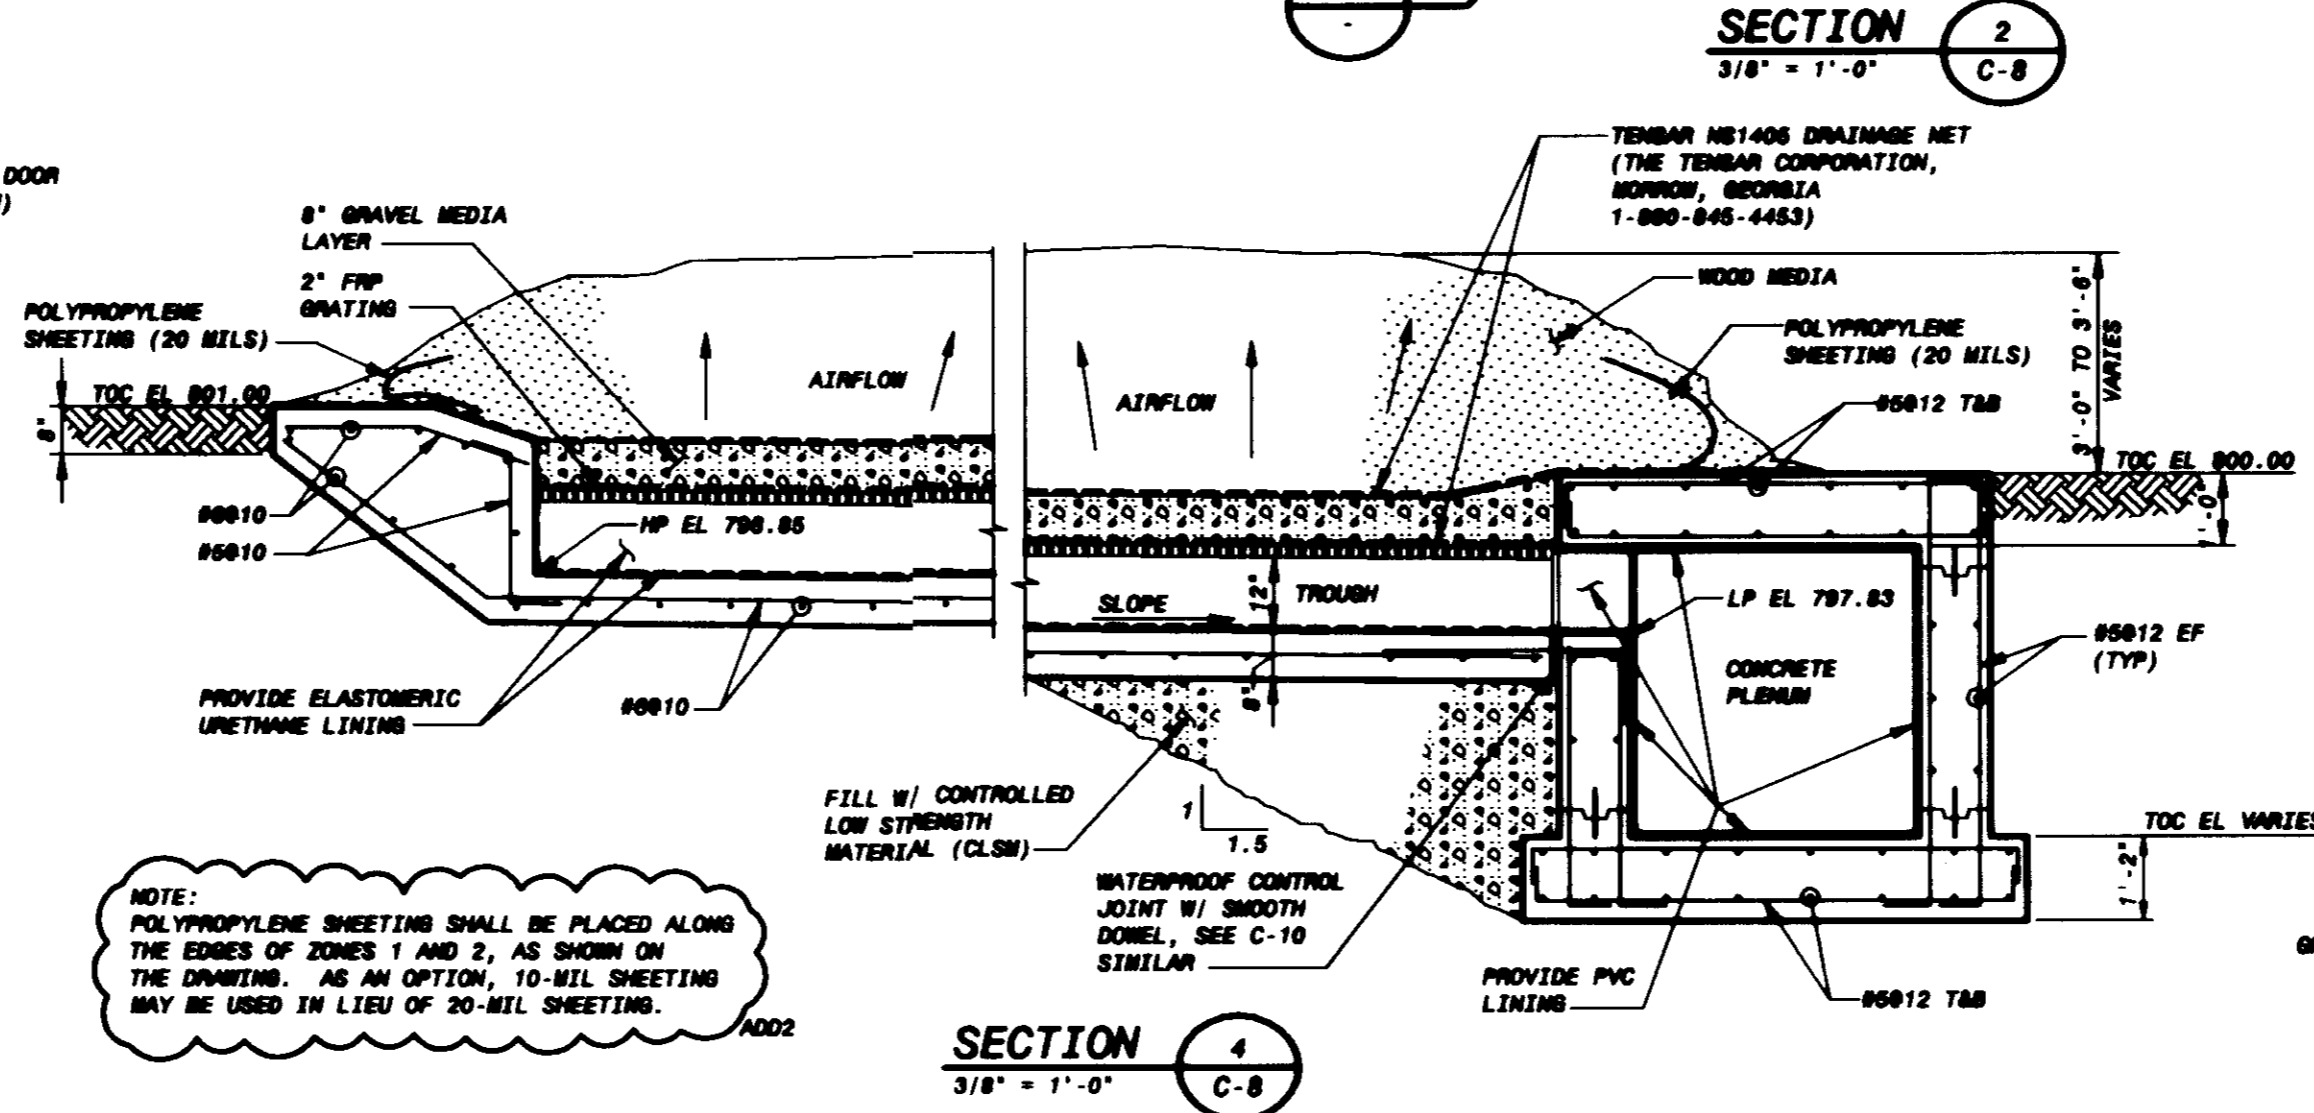 SECTION 2
3/8" = 1'-0" C-8
DOOR
TENSAR NS1405 DRAINAGE NET
(THE TENSAR CORPORATION,
MORROW, GEORGIA
1-800-845-4453)
8" GRAVEL MEDIA
LAYER
2" FRP
GRATING
POLYPROPYLENE
SHEETING (20 MILS)
TOC EL 801.00
8"
AIRFLOW
AIRFLOW
WOOD MEDIA
POLYPROPYLENE
SHEETING (20 MILS)
#5@12 T&B
3'-0" TO 3'-6"
VARIES
TOC EL 800.00
1'-0"
#6@10
#5@10
HP EL 798.85
SLOPE
12"
TROUGH
LP EL 797.83
#5@12 EF
(TYP)
CONCRETE
PLENUM
PROVIDE ELASTOMERIC
URETHANE LINING
#6@10
8"
FILL W/ CONTROLLED
LOW STRENGTH
MATERIAL (CLSM)
1
1.5
TOC EL VARIES
1'-2"
WATERPROOF CONTROL
JOINT W/ SMOOTH
DOWEL, SEE C-10
SIMILAR
PROVIDE PVC
LINING
#5@12 T&B
NOTE:
POLYPROPYLENE SHEETING SHALL BE PLACED ALONG
THE EDGES OF ZONES 1 AND 2, AS SHOWN ON
THE DRAWING. AS AN OPTION, 10-MIL SHEETING
MAY BE USED IN LIEU OF 20-MIL SHEETING.
ADD2
SECTION 4
3/8" = 1'-0" C-8